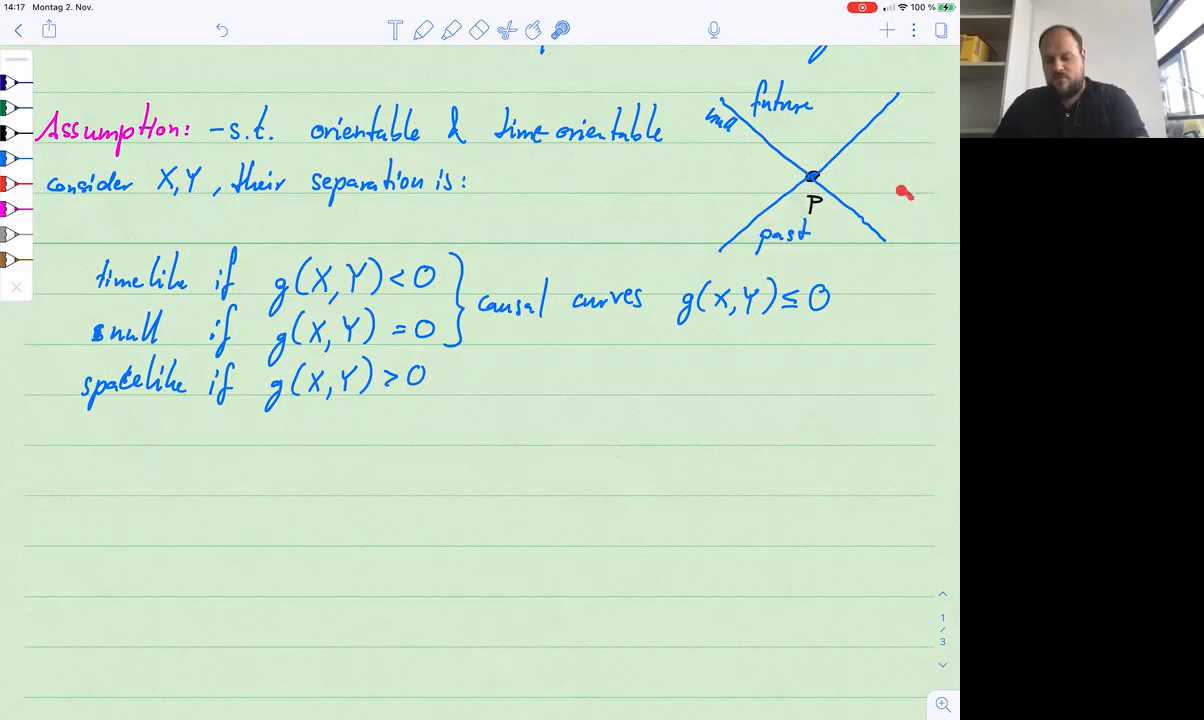 14:17 Montag 2. Nov.
100 %
future
null
Assumption: - s.t. orientable & time orientable
consider X,Y, their separation is:
P
past
timelike if g(X,Y) < 0
null if g(X,Y) = 0
causal curves g(X,Y) ≤ 0
spacelike if g(X,Y) > 0
1
/
3